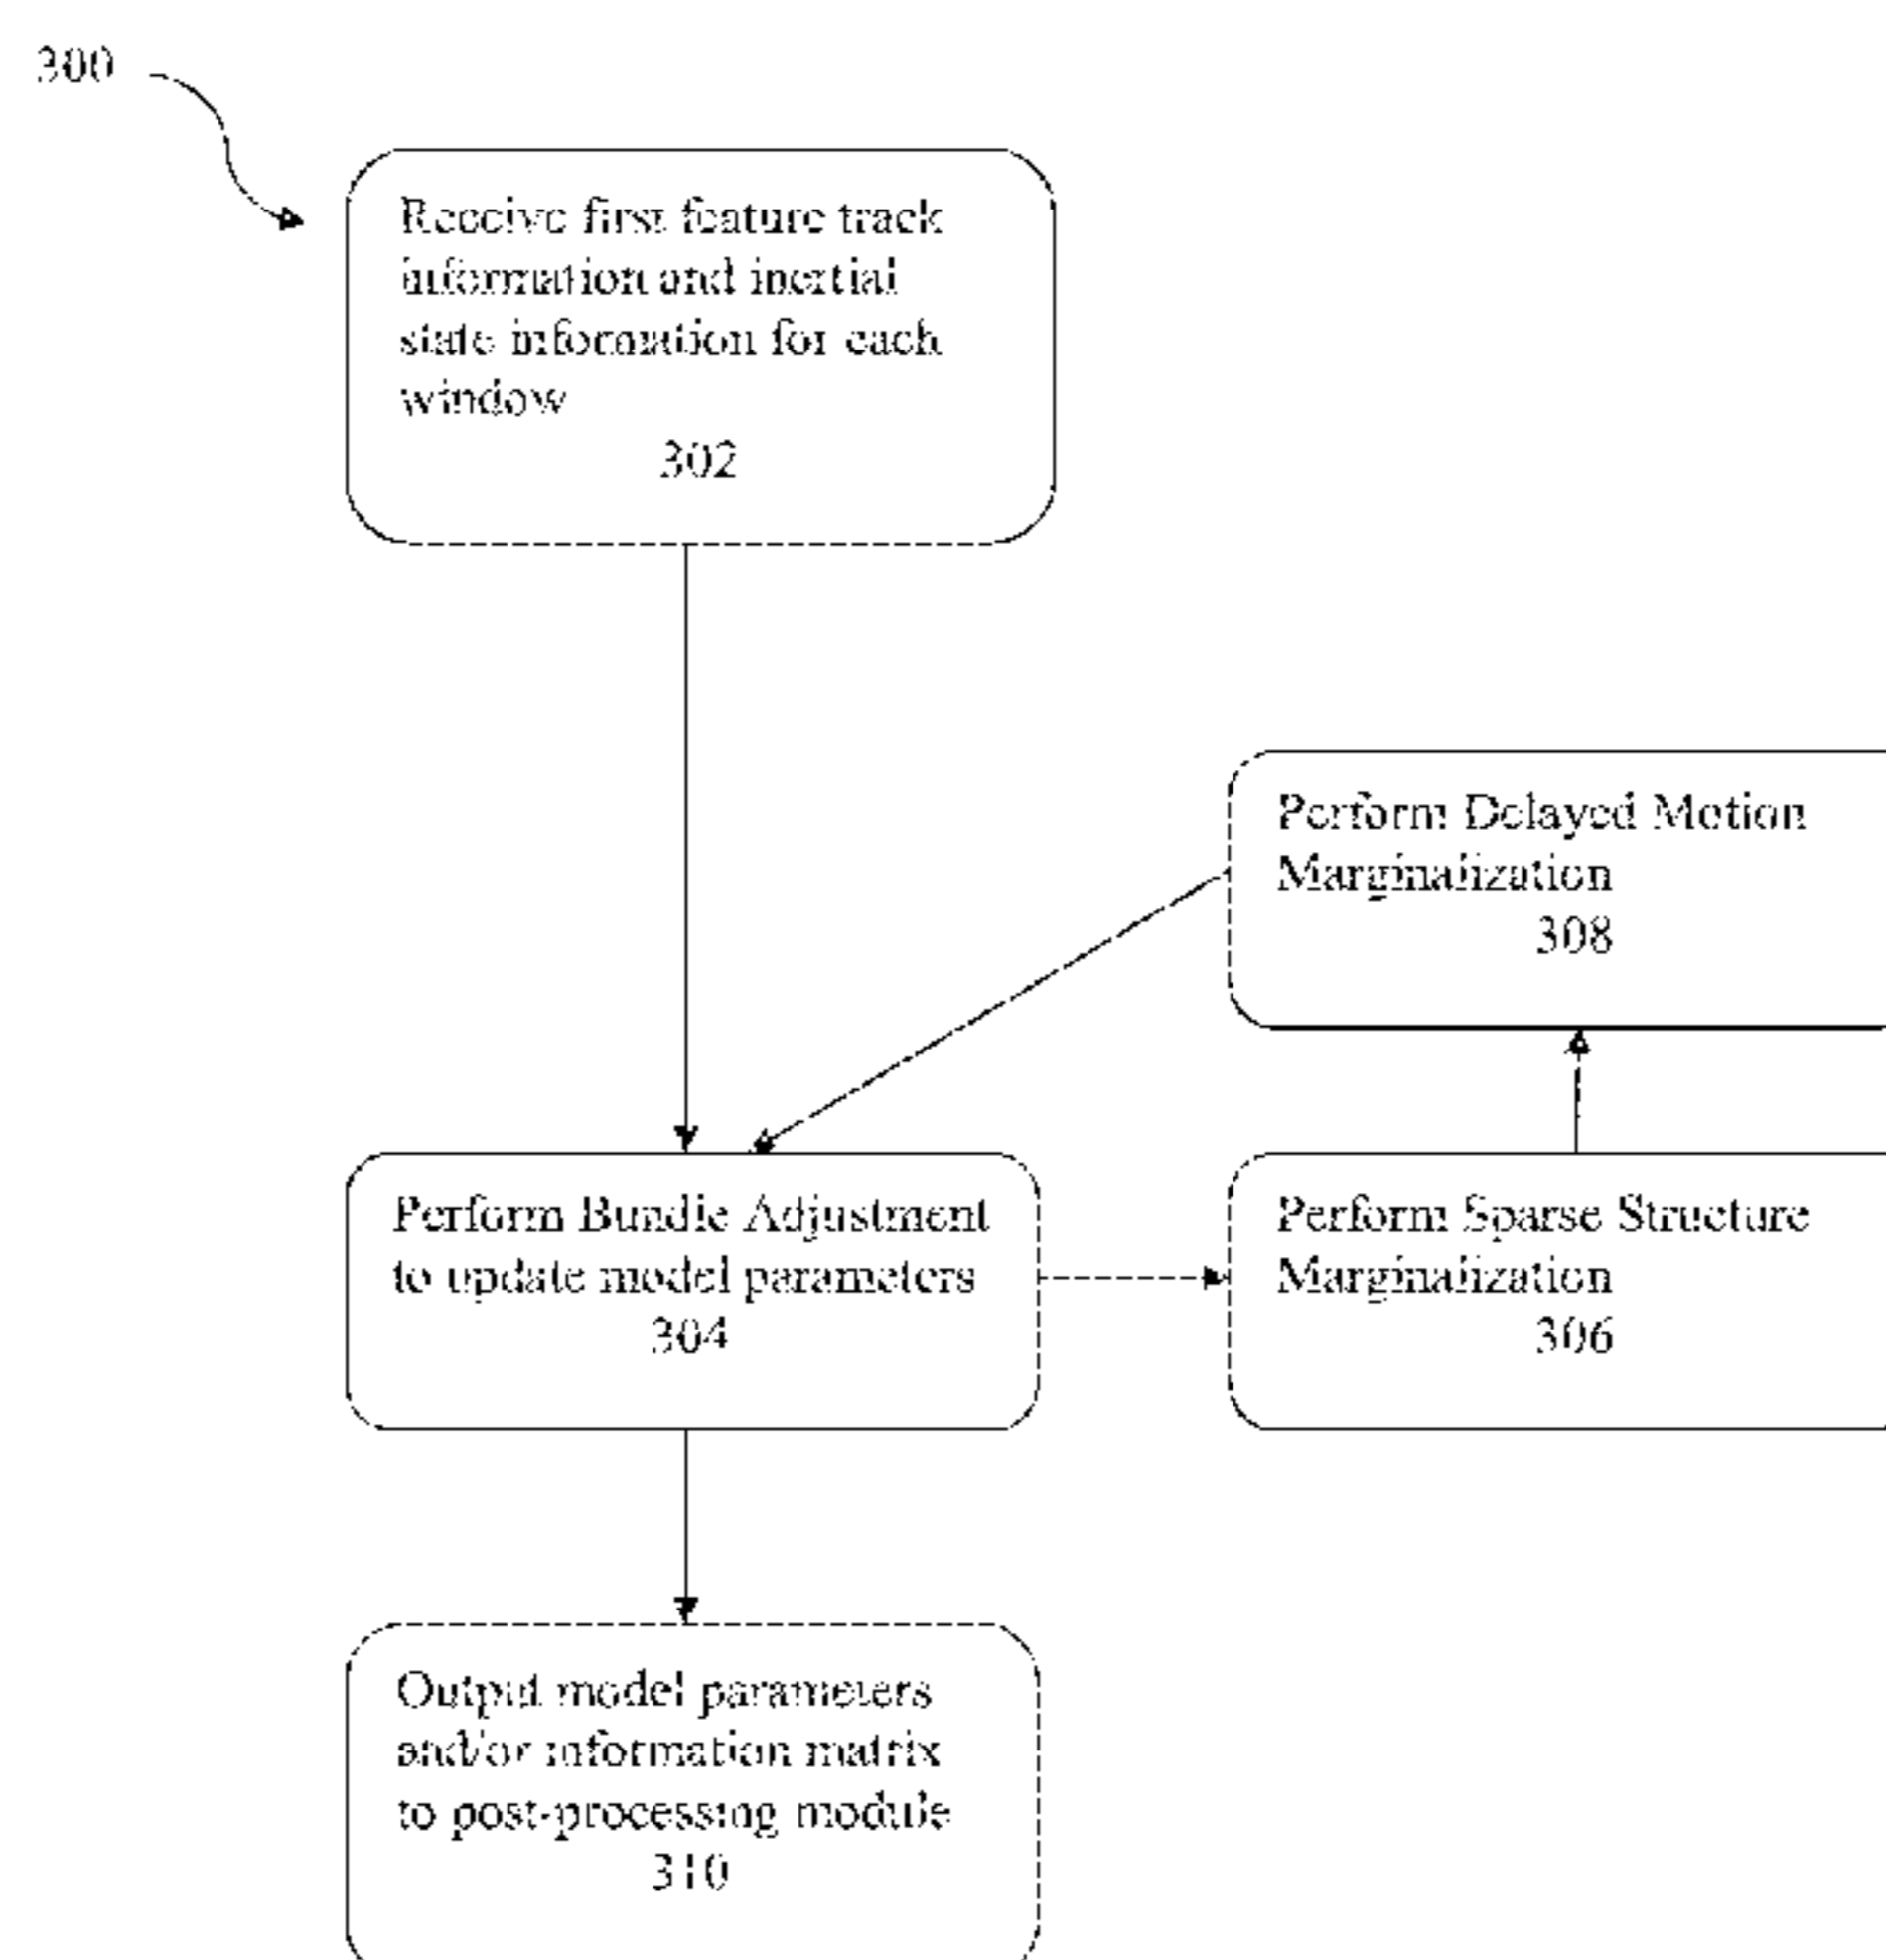 300
Receive first feature track
information and inertial
state information for each
window
302
Perform Delayed Motion
Marginalization
308
Perform Bundle Adjustment
to update model parameters
304
Perform Sparse Structure
Marginalization
306
Output model parameters
and/or information matrix
to post-processing module
310